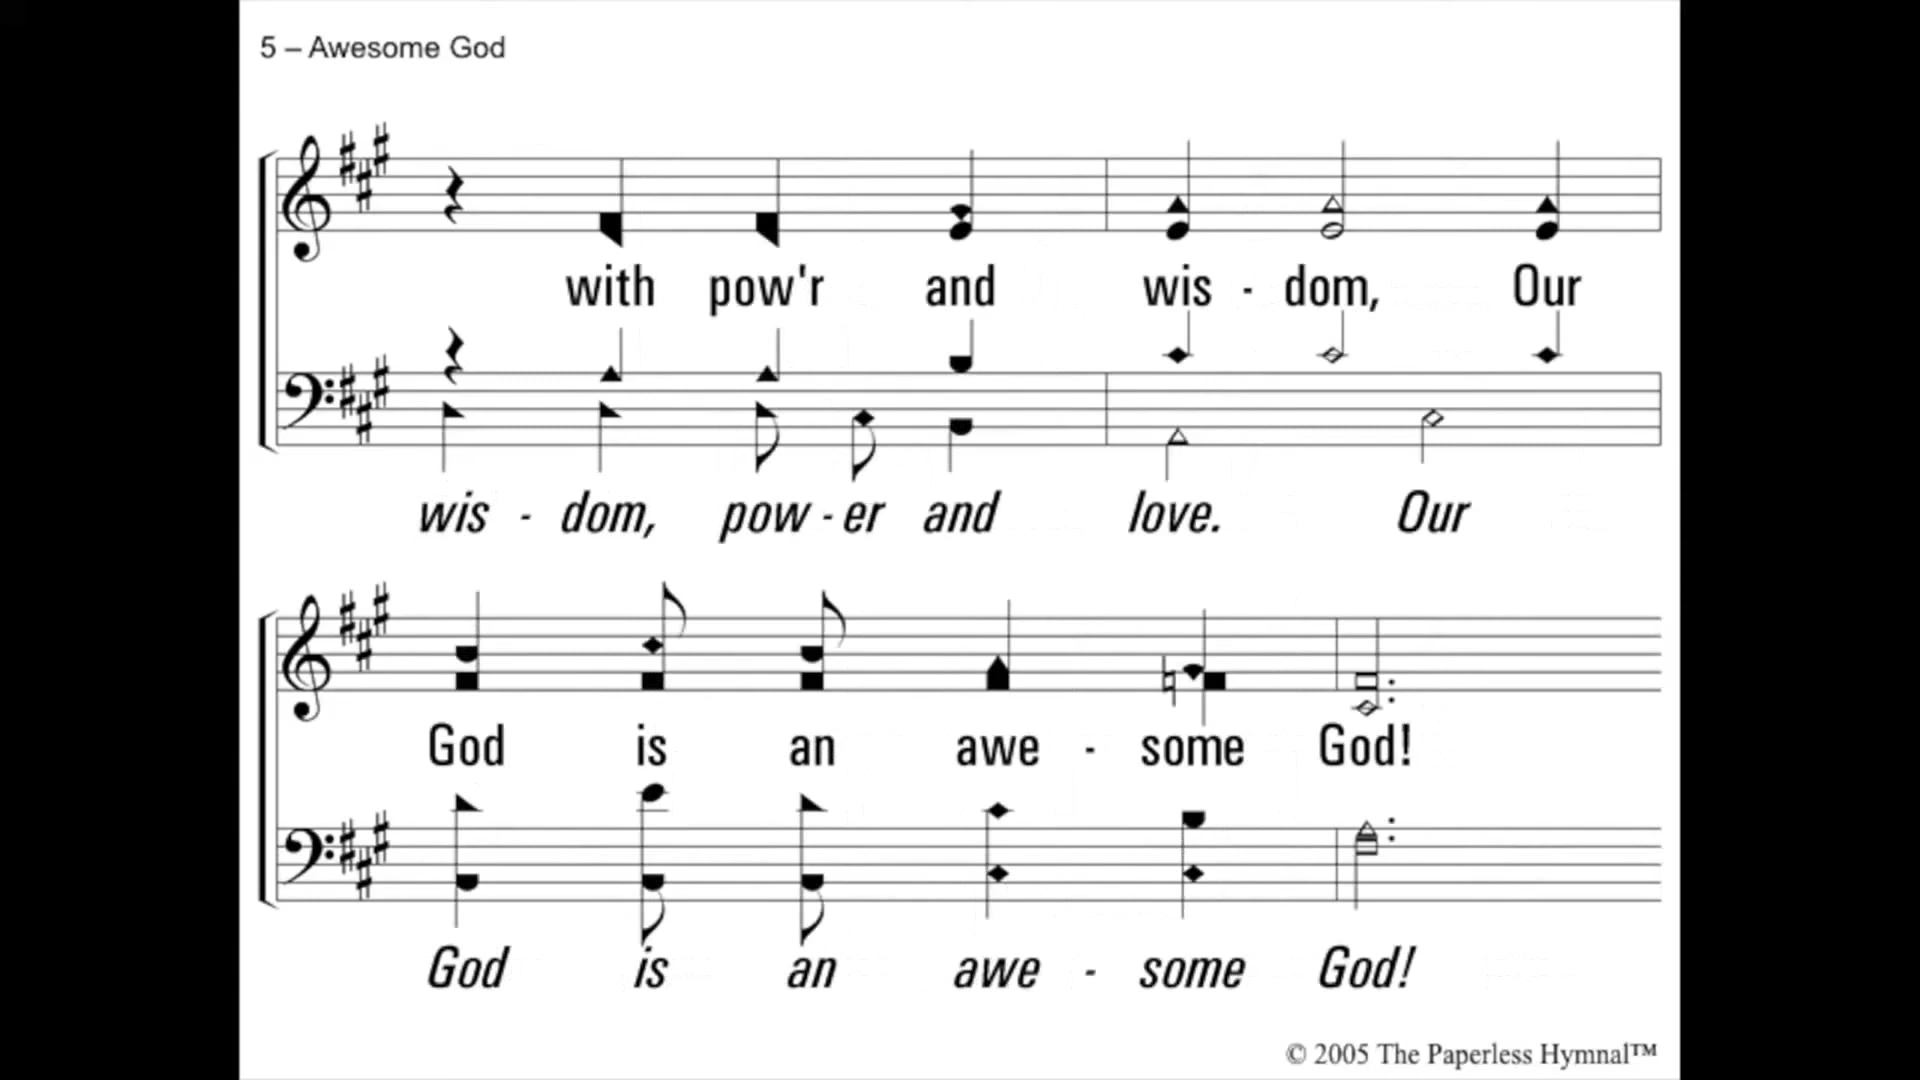 5 – Awesome God
with pow'r and wis - dom, Our
wis - dom, pow - er and love. Our
God is an awe - some God!
God is an awe - some God!
© 2005 The Paperless Hymnal™